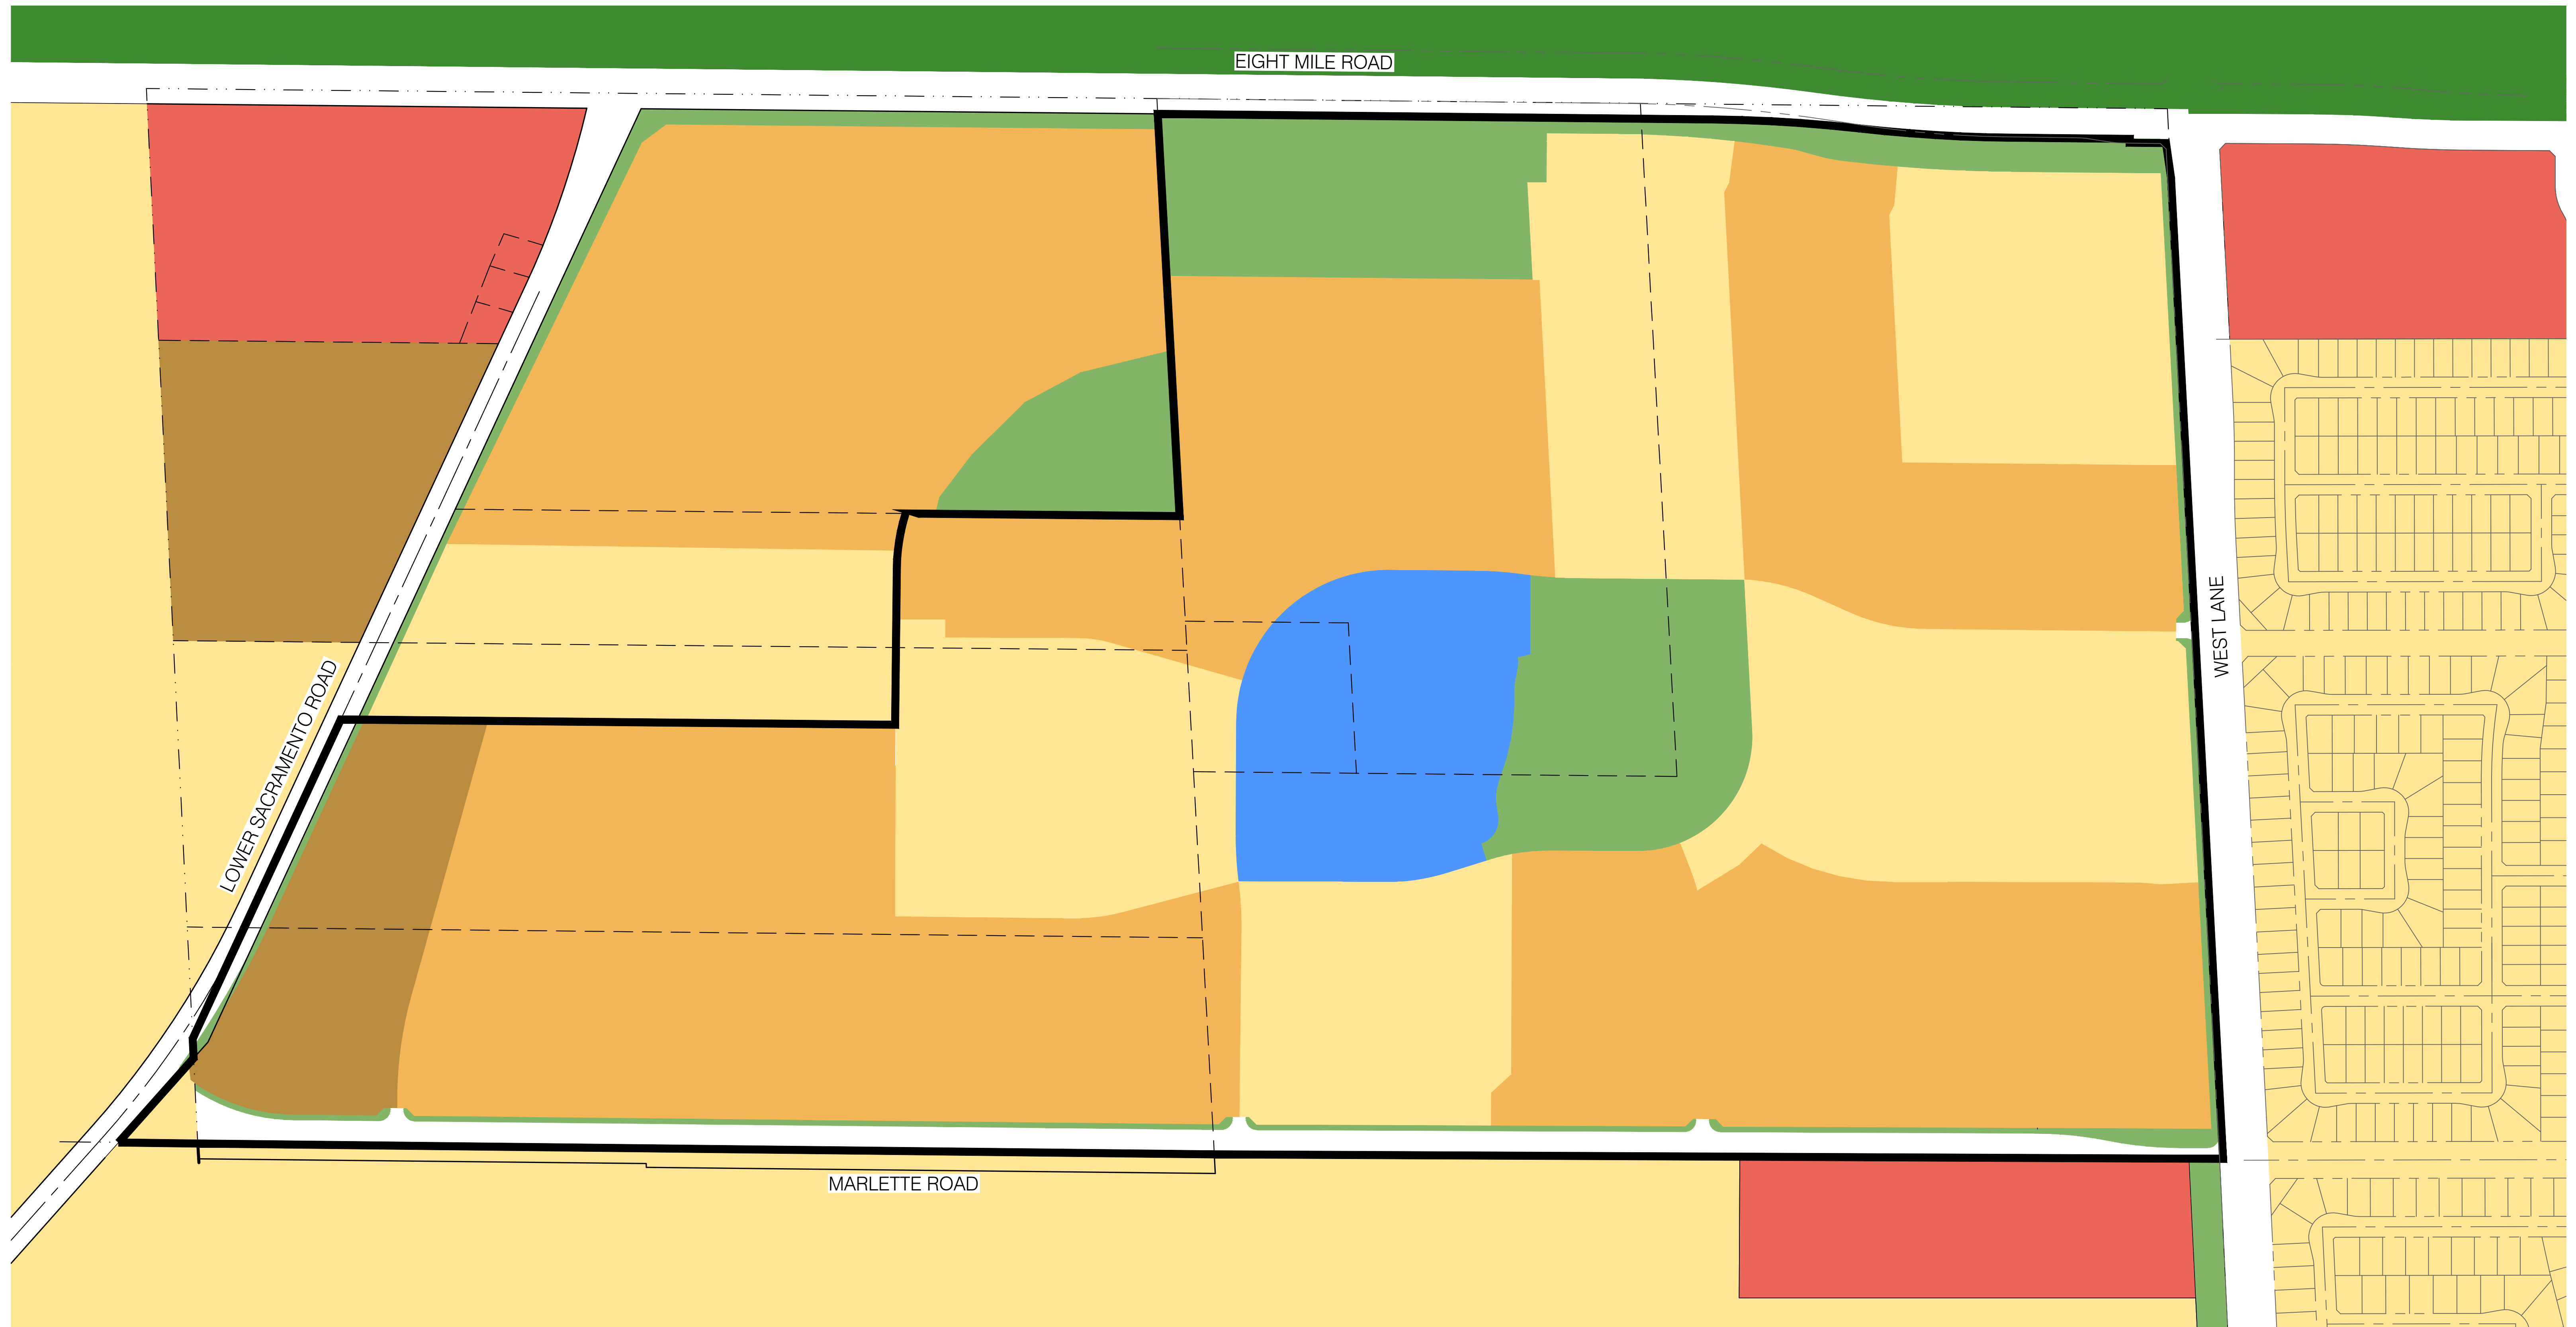 EIGHT MILE ROAD
WEST LANE
LOWER SACRAMENTO ROAD
MARLETTE ROAD